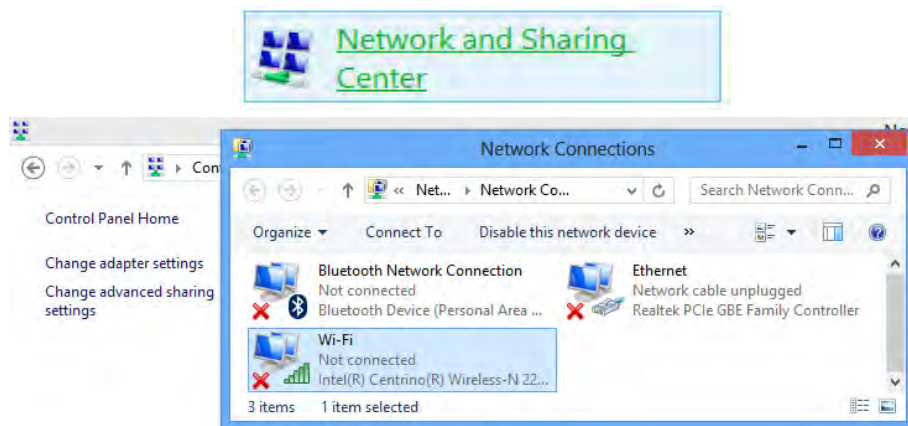 Network and Sharing
Center
Network Connections
Con
Net... Network Co...
Search Network Conn...
Control Panel Home
Organize
Connect To
Disable this network device
»
Change adapter settings
Change advanced sharing
settings
Bluetooth Network Connection
Not connected
Bluetooth Device (Personal Area ...
Ethernet
Network cable unplugged
Realtek PCIe GBE Family Controller
Wi-Fi
Not connected
Intel(R) Centrino(R) Wireless-N 22...
3 items
1 item selected